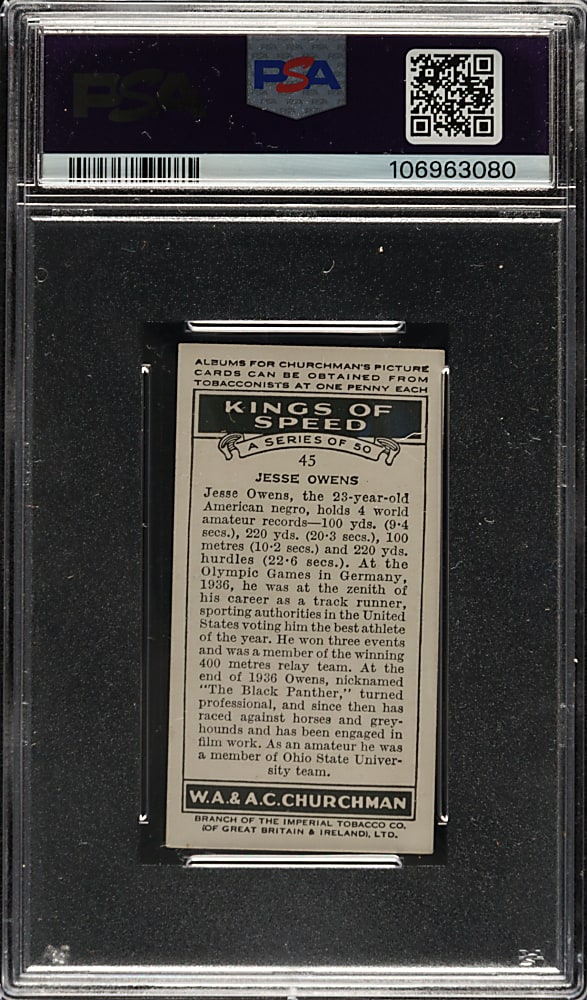 PSA
PSA
106963080
ALBUMS FOR CHURCHMAN'S PICTURE
CARDS CAN BE OBTAINED FROM
TOBACCONISTS AT ONE PENNY EACH
KINGS OF
SPEED
A SERIES OF 50
45
JESSE OWENS
Jesse Owens, the 23-year-old
American negro, holds 4 world
amateur records—100 yds. (9·4
secs.), 220 yds. (20·3 secs.), 100
metres (10·2 secs.) and 220 yds.
hurdles (22·6 secs.). At the
Olympic Games in Germany,
1936, he was at the zenith of
his career as a track runner,
sporting authorities in the United
States voting him the best athlete
of the year. He won three events
and was a member of the winning
400 metres relay team. At the
end of 1936 Owens, nicknamed
"The Black Panther," turned
professional, and since then has
raced against horses and grey-
hounds and has been engaged in
film work. As an amateur he was
a member of Ohio State Univer-
sity team.
W.A. & A.C. CHURCHMAN
BRANCH OF THE IMPERIAL TOBACCO CO.
(OF GREAT BRITAIN & IRELAND), LTD.